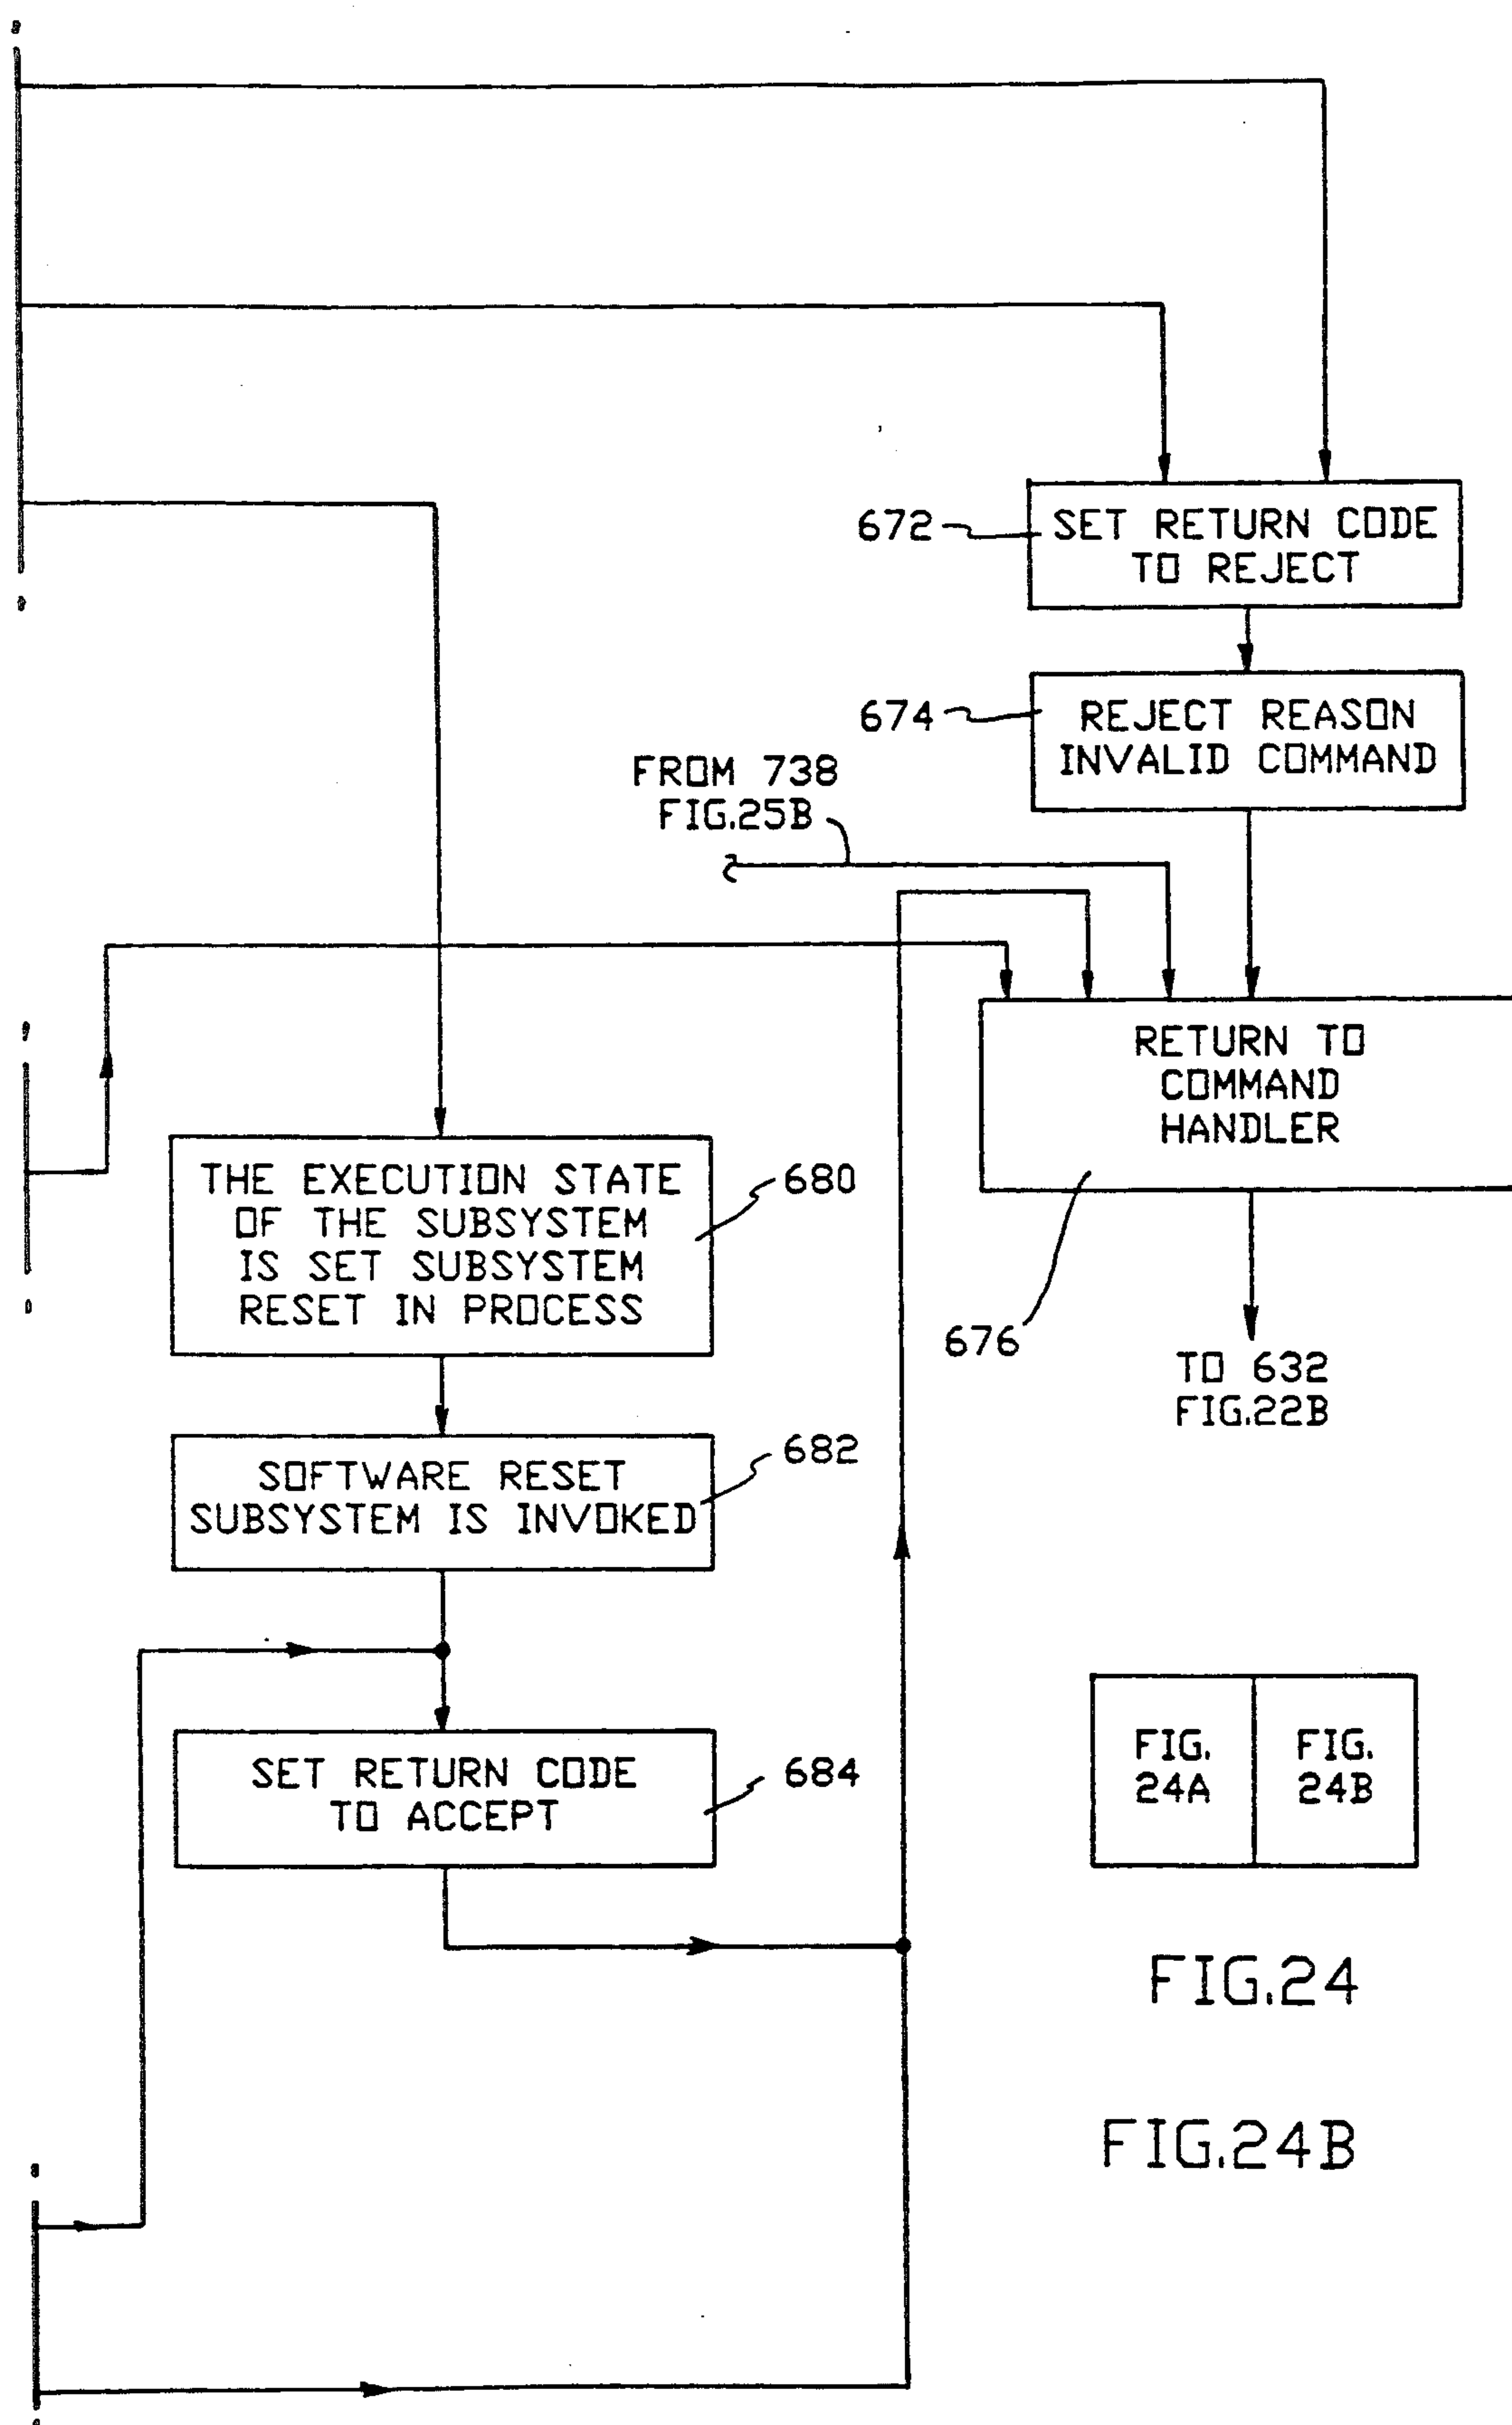 672
SET RETURN CODE
TO REJECT
674
REJECT REASON
INVALID COMMAND
FROM 738
FIG.25B
RETURN TO
COMMAND
HANDLER
THE EXECUTION STATE
OF THE SUBSYSTEM
IS SET SUBSYSTEM
RESET IN PROCESS
680
676
TO 632
FIG.22B
682
SOFTWARE RESET
SUBSYSTEM IS INVOKED
SET RETURN CODE
TO ACCEPT
684
FIG.
24A
FIG.
24B
FIG.24
FIG.24B